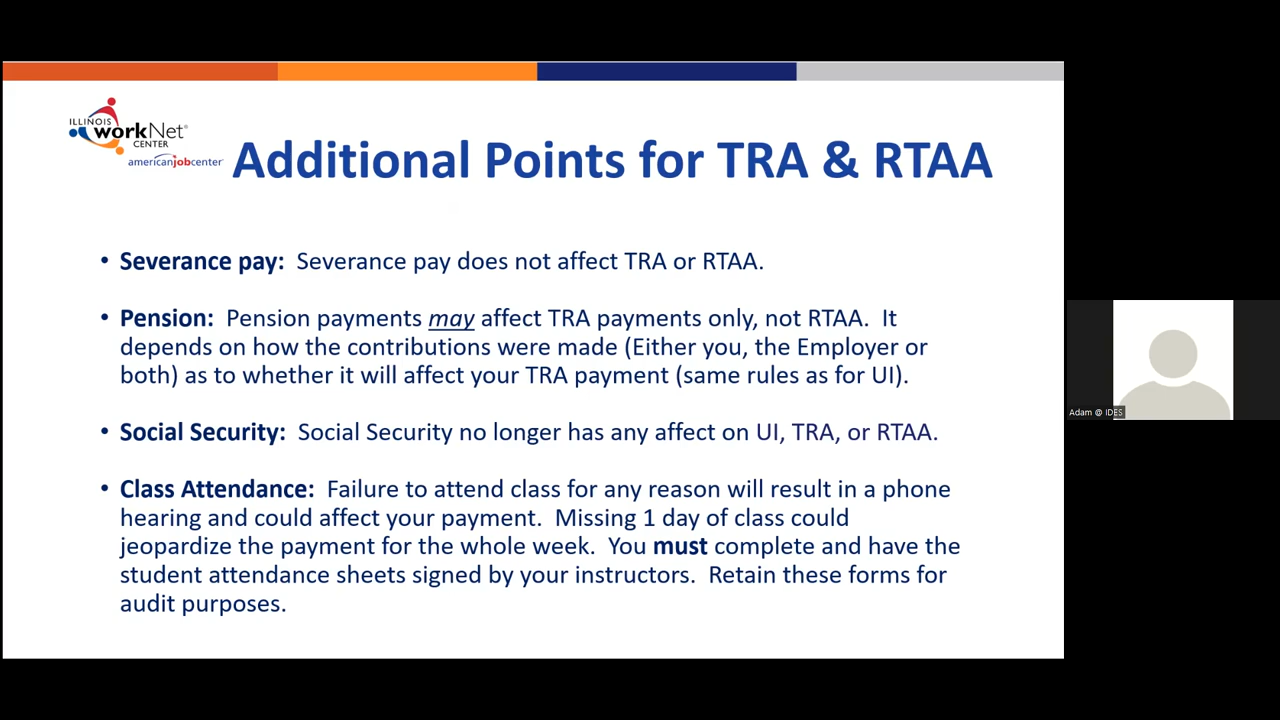 ILLINOIS
workNet®
CENTER
americanjobcenter®
Additional Points for TRA & RTAA
• Severance pay: Severance pay does not affect TRA or RTAA.
• Pension: Pension payments may affect TRA payments only, not RTAA. It
depends on how the contributions were made (Either you, the Employer or
both) as to whether it will affect your TRA payment (same rules as for UI).
• Social Security: Social Security no longer has any affect on UI, TRA, or RTAA.
• Class Attendance: Failure to attend class for any reason will result in a phone
hearing and could affect your payment. Missing 1 day of class could
jeopardize the payment for the whole week. You must complete and have the
student attendance sheets signed by your instructors. Retain these forms for
audit purposes.
Adam @ IDES